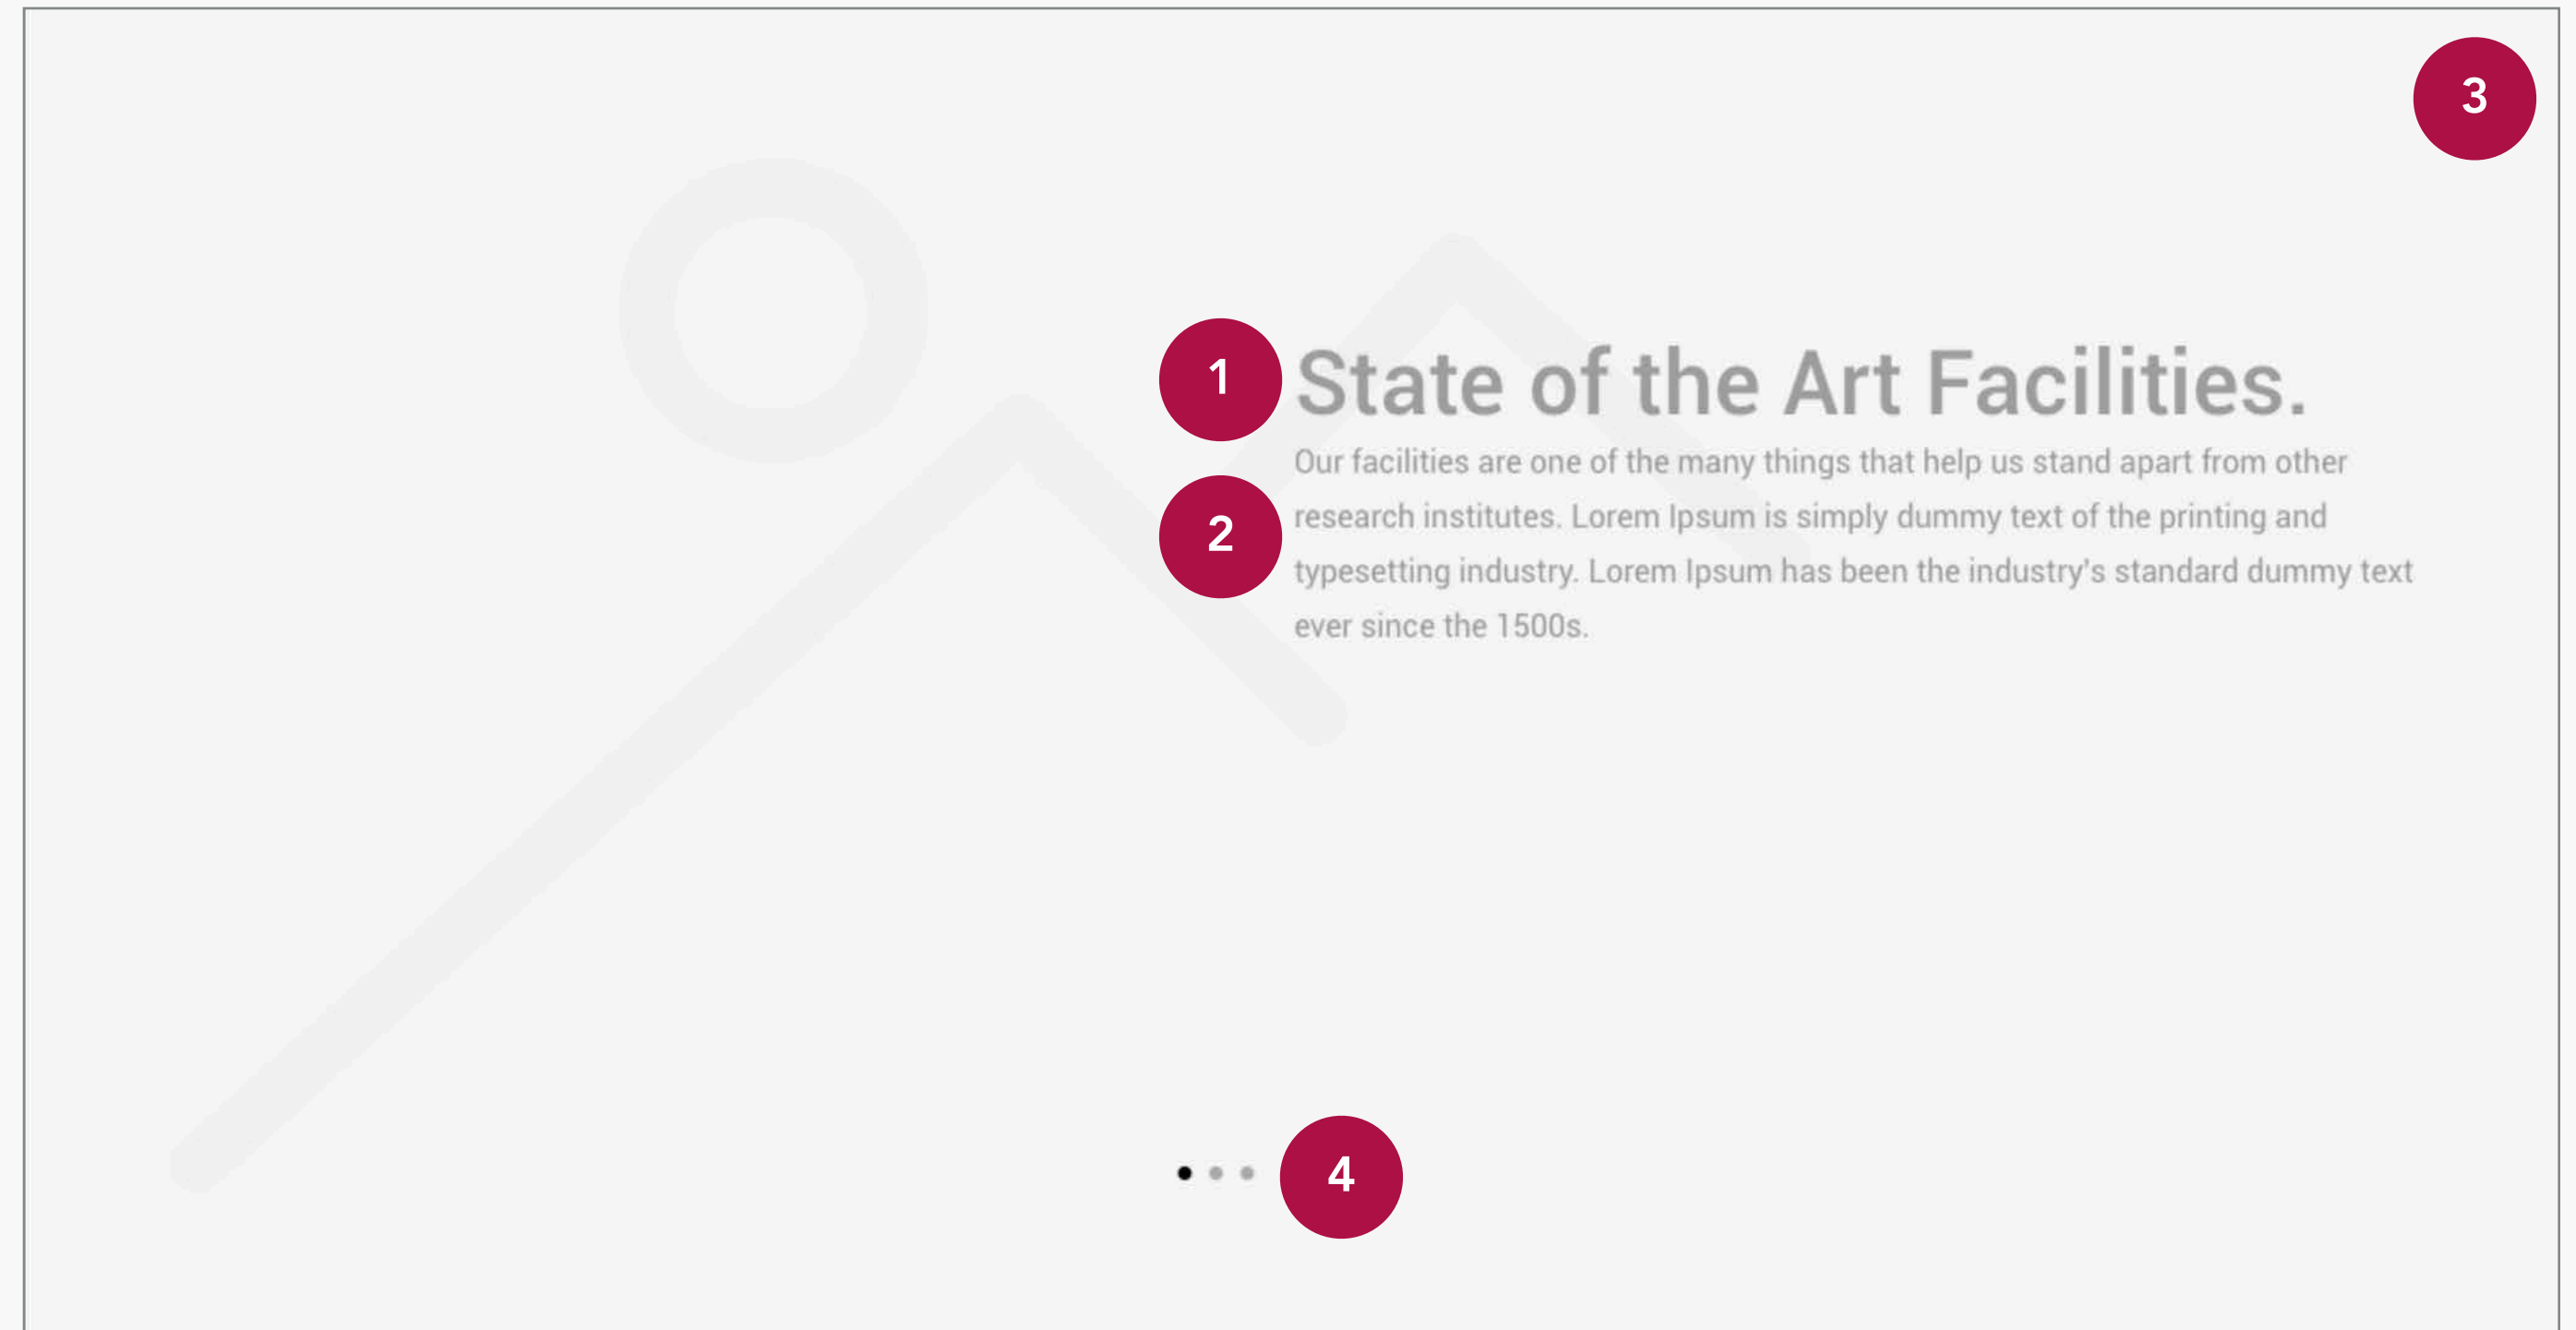 3
1
State of the Art Facilities.
Our facilities are one of the many things that help us stand apart from other
2
research institutes. Lorem Ipsum is simply dummy text of the printing and
typesetting industry. Lorem Ipsum has been the industry's standard dummy text
ever since the 1500s.
4